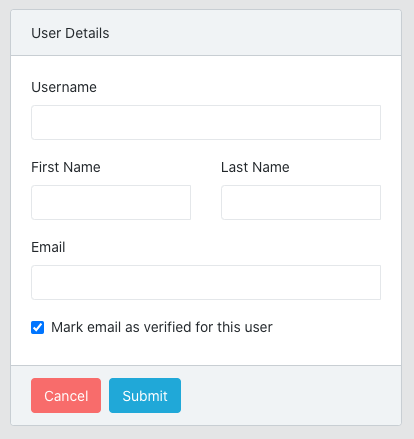 User Details
Username
First Name Last Name
Email
Mark email as verified for this user
Cancel Submit